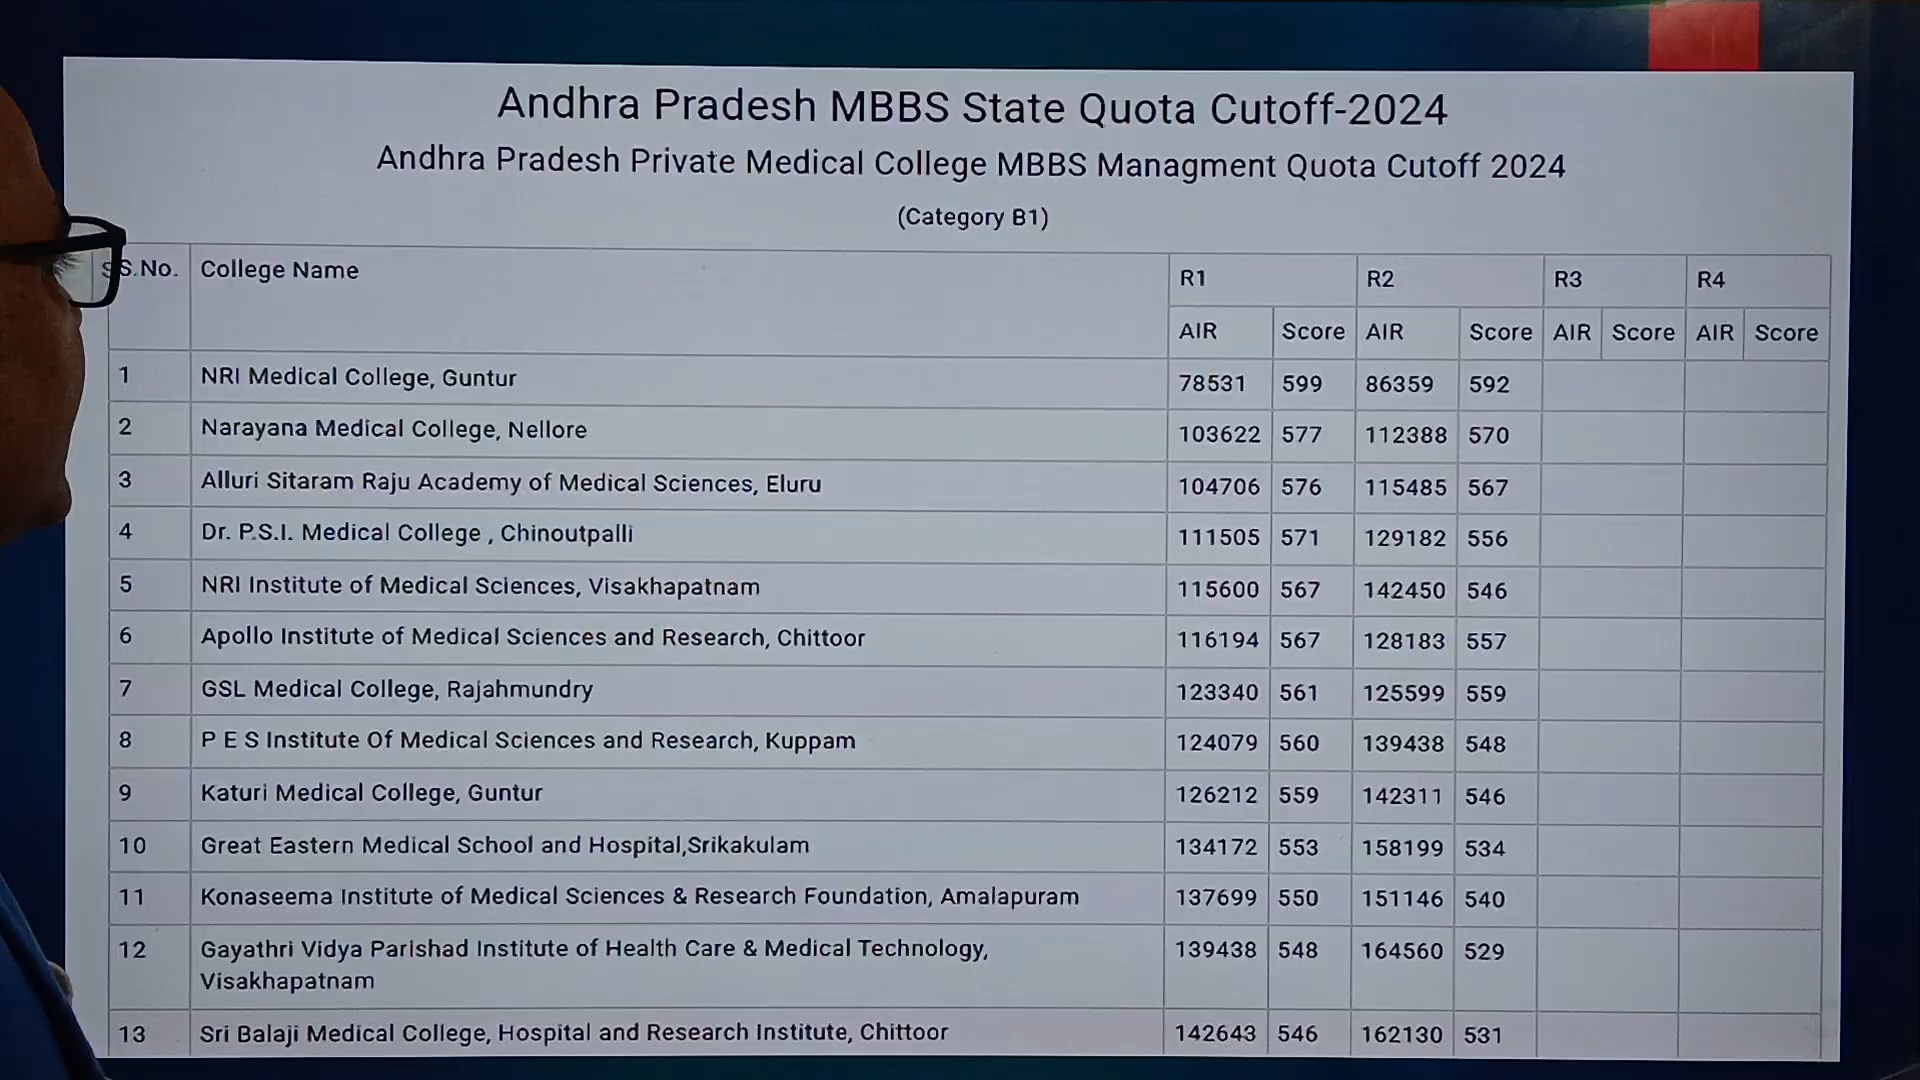 Andhra Pradesh MBBS State Quota Cutoff-2024
Andhra Pradesh Private Medical College MBBS Managment Quota Cutoff 2024
(Category B1)
S.No. College Name R1 R2 R3 R4
AIR Score AIR Score AIR Score AIR Score
1 NRI Medical College, Guntur 78531 599 86359 592
2 Narayana Medical College, Nellore 103622 577 112388 570
3 Alluri Sitaram Raju Academy of Medical Sciences, Eluru 104706 576 115485 567
4 Dr. P.S.I. Medical College , Chinoutpalli 111505 571 129182 556
5 NRI Institute of Medical Sciences, Visakhapatnam 115600 567 142450 546
6 Apollo Institute of Medical Sciences and Research, Chittoor 116194 567 128183 557
7 GSL Medical College, Rajahmundry 123340 561 125599 559
8 P E S Institute Of Medical Sciences and Research, Kuppam 124079 560 139438 548
9 Katuri Medical College, Guntur 126212 559 142311 546
10 Great Eastern Medical School and Hospital,Srikakulam 134172 553 158199 534
11 Konaseema Institute of Medical Sciences & Research Foundation, Amalapuram 137699 550 151146 540
12 Gayathri Vidya Parishad Institute of Health Care & Medical Technology, 139438 548 164560 529
Visakhapatnam
13 Sri Balaji Medical College, Hospital and Research Institute, Chittoor 142643 546 162130 531